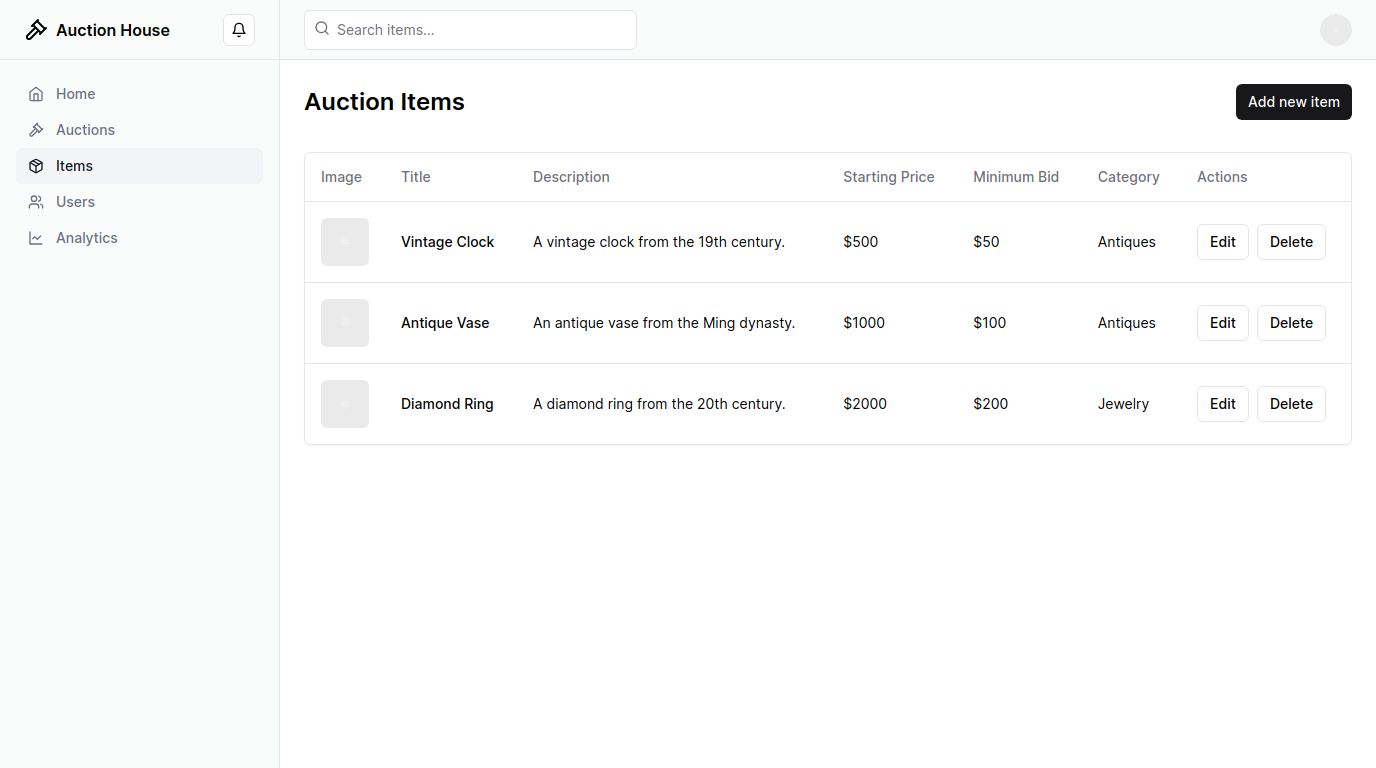 Auction House
Search items...
Home
Auctions
Items
Users
Analytics
Auction Items
Add new item
Image Title Description Starting Price Minimum Bid Category Actions
Vintage Clock A vintage clock from the 19th century. $500 $50 Antiques Edit Delete
Antique Vase An antique vase from the Ming dynasty. $1000 $100 Antiques Edit Delete
Diamond Ring A diamond ring from the 20th century. $2000 $200 Jewelry Edit Delete